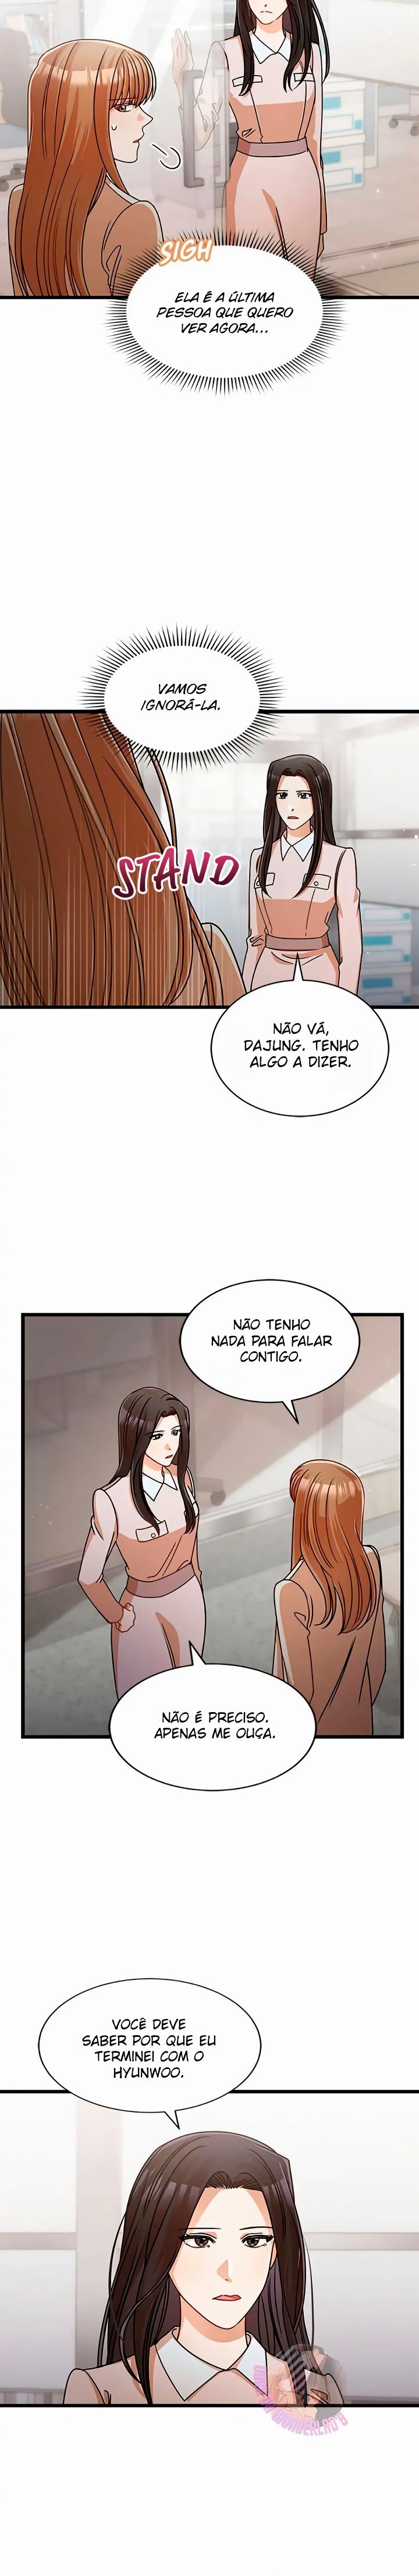 SIGH
ELA É A ÚLTIMA
PESSOA QUE QUERO
VER AGORA...
VAMOS
IGNORÁ-LA.
STAND
NÃO VÁ,
DAJUNG. TENHO
ALGO A DIZER.
NÃO TENHO
NADA PARA FALAR
CONTIGO.
NÃO É PRECISO.
APENAS ME OUÇA.
VOCÊ DEVE
SABER POR QUE EU
TERMINEI COM O
HYUNWOO.